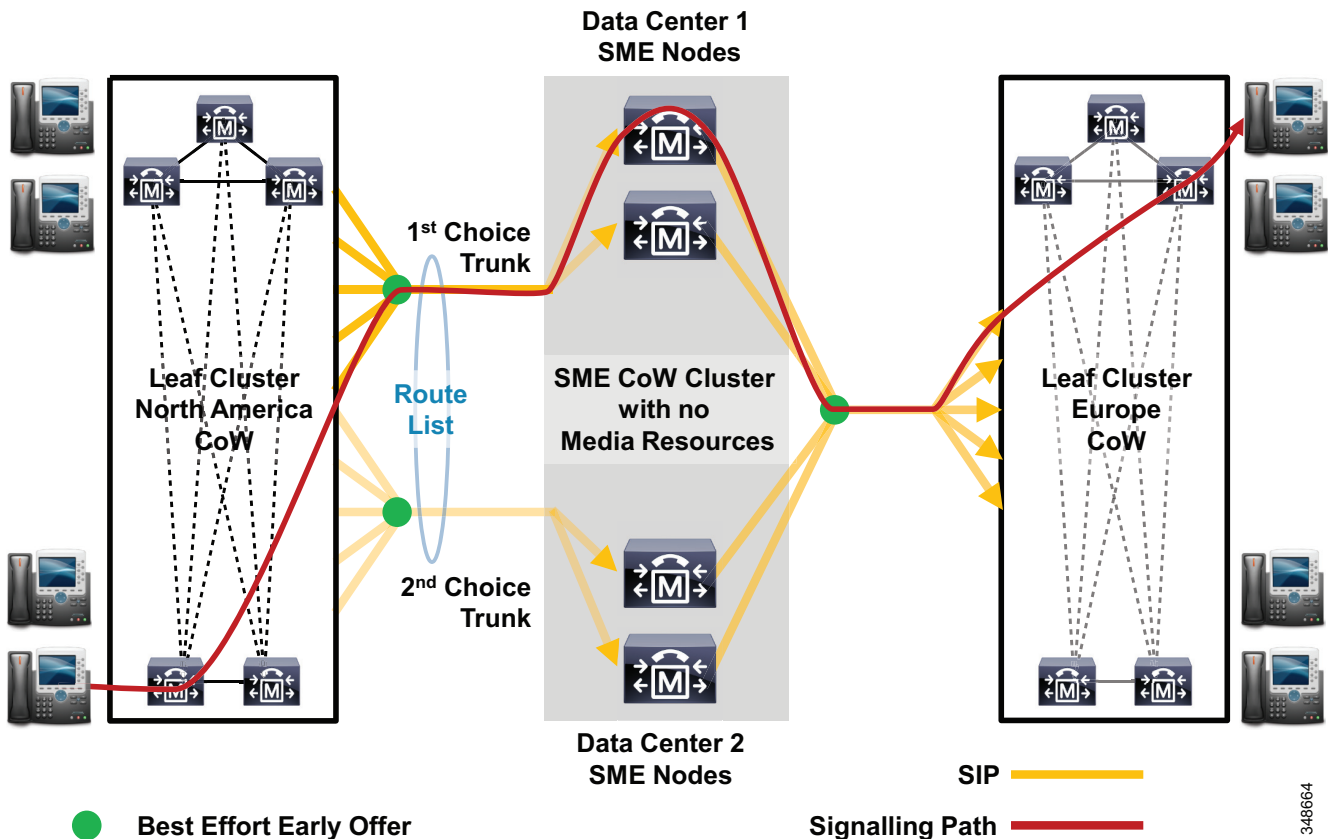 Data Center 1
SME Nodes
1st Choice
Trunk
Leaf Cluster
North America
CoW
Route
List
SME CoW Cluster
with no
Media Resources
Leaf Cluster
Europe
CoW
2nd Choice
Trunk
Data Center 2
SME Nodes
SIP
Best Effort Early Offer
Signalling Path
348664
M
M
M
M
M
M
M
M
M
M
M
M
M
M